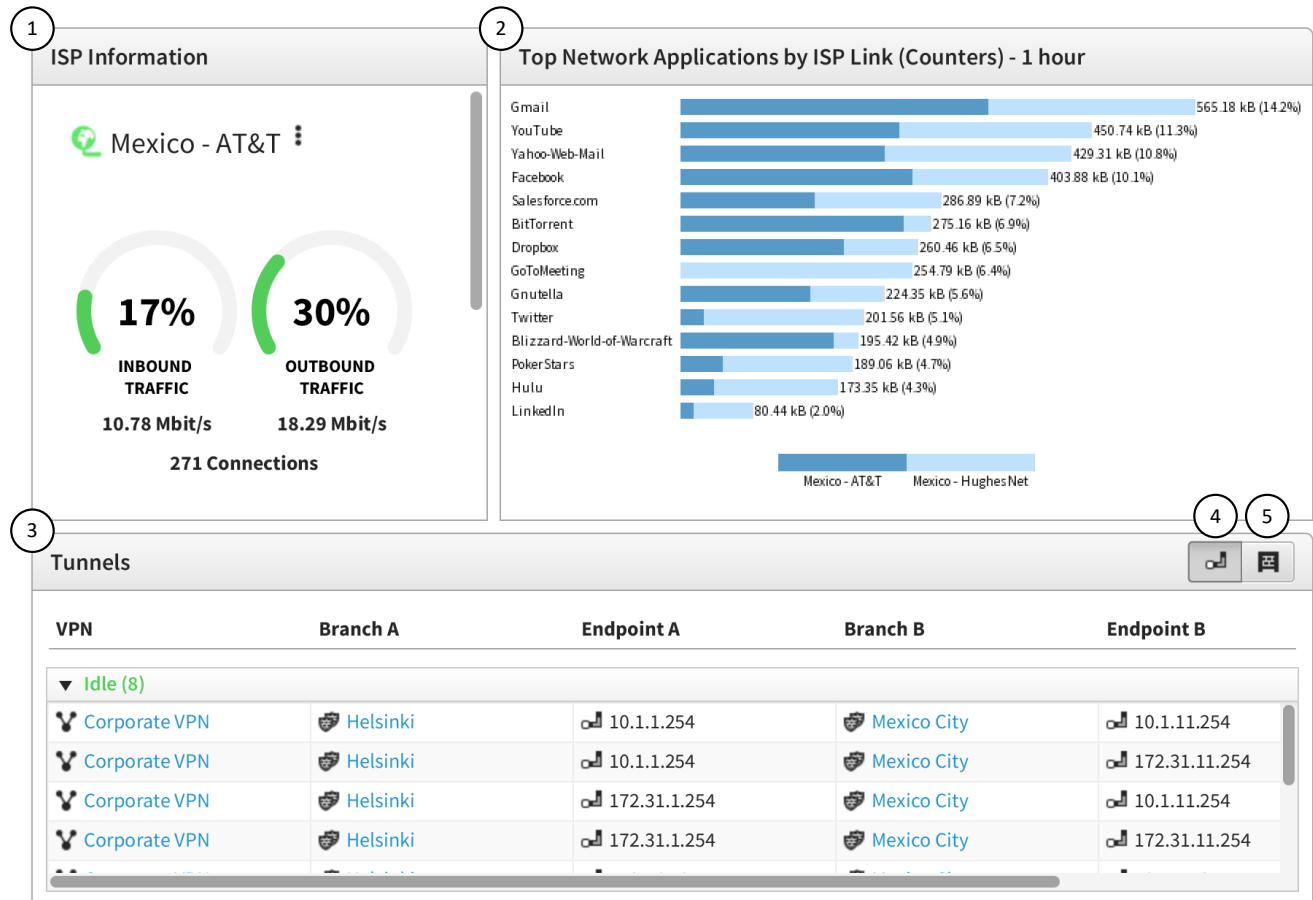 1
ISP Information
Mexico - AT&T
17%
30%
INBOUND
TRAFFIC
OUTBOUND
TRAFFIC
10.78 Mbit/s
18.29 Mbit/s
271 Connections
2
Top Network Applications by ISP Link (Counters) - 1 hour
Gmail 565.18 kB (14.2%)
YouTube 450.74 kB (11.3%)
Yahoo-Web-Mail 429.31 kB (10.8%)
Facebook 403.88 kB (10.1%)
Salesforce.com 286.89 kB (7.2%)
BitTorrent 275.16 kB (6.9%)
Dropbox 260.46 kB (6.5%)
GoToMeeting 254.79 kB (6.4%)
Gnutella 224.35 kB (5.6%)
Twitter 201.56 kB (5.1%)
Blizzard-World-of-Warcraft 195.42 kB (4.9%)
PokerStars 189.06 kB (4.7%)
Hulu 173.35 kB (4.3%)
LinkedIn 80.44 kB (2.0%)
Mexico - AT&T Mexico - HughesNet
3
Tunnels
4
5
VPN Branch A Endpoint A Branch B Endpoint B
Idle (8)
Corporate VPN Helsinki 10.1.1.254 Mexico City 10.1.11.254
Corporate VPN Helsinki 10.1.1.254 Mexico City 172.31.11.254
Corporate VPN Helsinki 172.31.1.254 Mexico City 10.1.11.254
Corporate VPN Helsinki 172.31.1.254 Mexico City 172.31.11.254